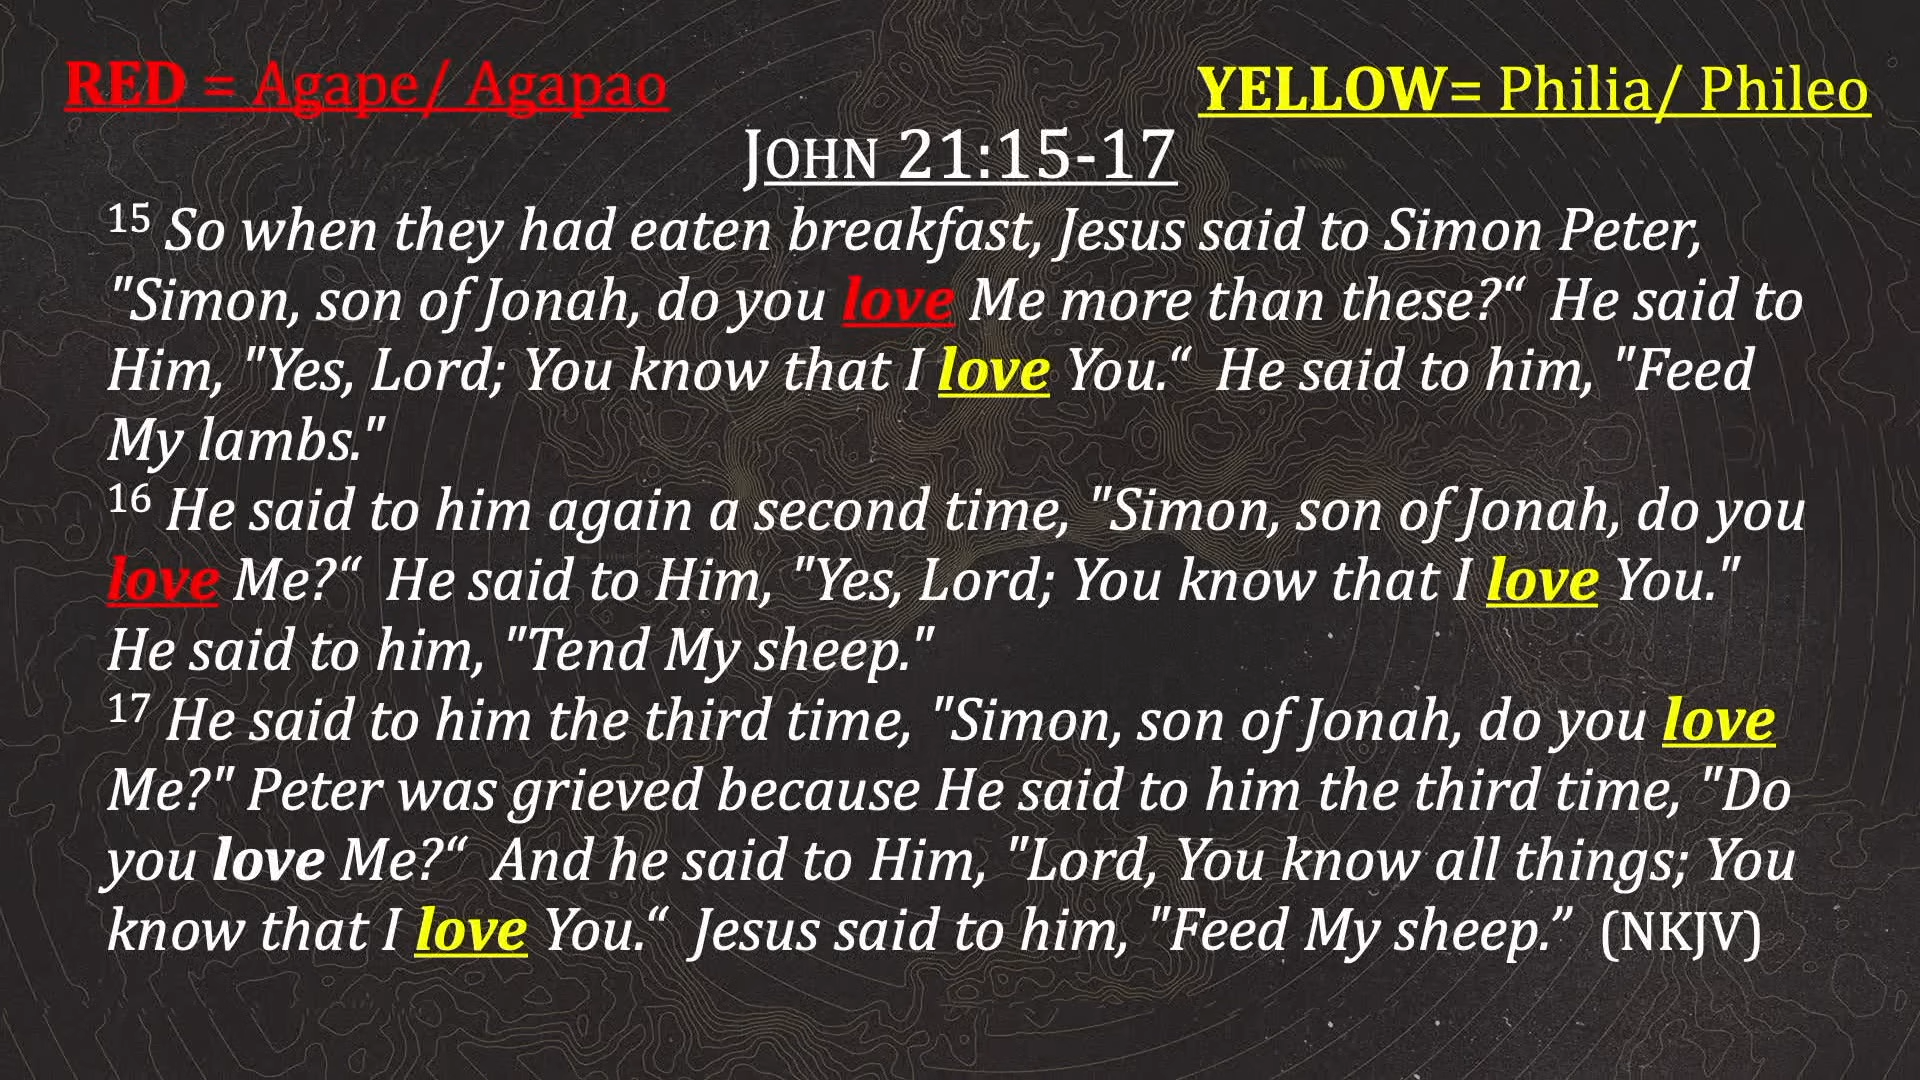 RED = Agape/ Agapao
YELLOW= Philia/ Phileo
JOHN 21:15-17
15 So when they had eaten breakfast, Jesus said to Simon Peter,
"Simon, son of Jonah, do you love Me more than these?“ He said to
Him, "Yes, Lord; You know that I love You.“ He said to him, "Feed
My lambs."
16 He said to him again a second time, "Simon, son of Jonah, do you
love Me?“ He said to Him, "Yes, Lord; You know that I love You."
He said to him, "Tend My sheep."
17 He said to him the third time, "Simon, son of Jonah, do you love
Me?" Peter was grieved because He said to him the third time, "Do
you love Me?“ And he said to Him, "Lord, You know all things; You
know that I love You.“ Jesus said to him, "Feed My sheep.” (NKJV)